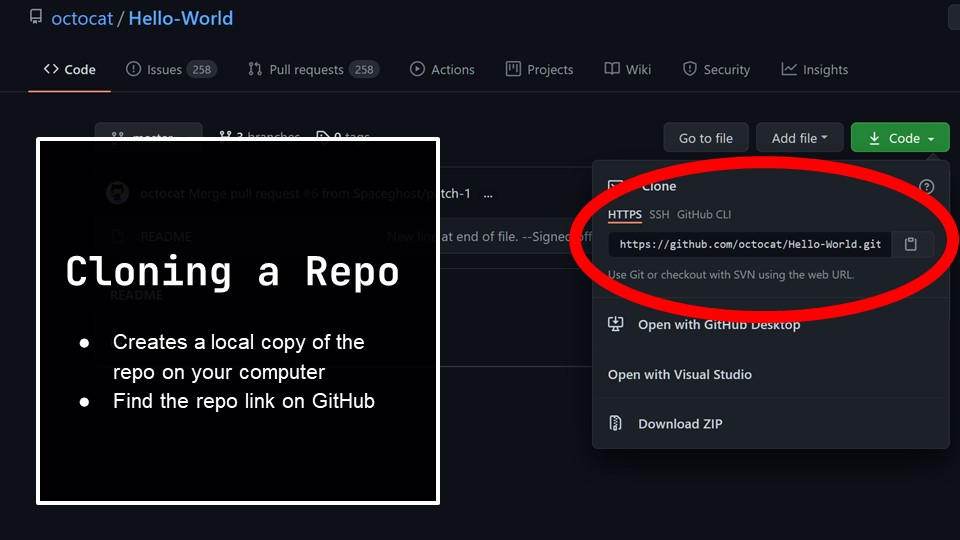 octocat / Hello-World
Code Issues 258 Pull requests 258 Actions Projects Wiki Security Insights
master 3 branches 0 tags Go to file Add file Code
octocat Merge pull request #6 from Spaceghost/patch-1 ...
README New line at end of file. --Signed off
README
Cloning a Repo
● Creates a local copy of the
repo on your computer
● Find the repo link on GitHub
Clone
HTTPS SSH GitHub CLI
https://github.com/octocat/Hello-World.git
Use Git or checkout with SVN using the web URL.
Open with GitHub Desktop
Open with Visual Studio
Download ZIP